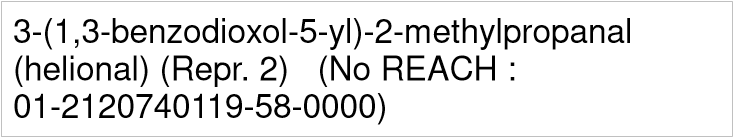 3-(1,3-benzodioxol-5-yl)-2-methylpropanal
(helional) (Repr. 2) (No REACH :
01-2120740119-58-0000)